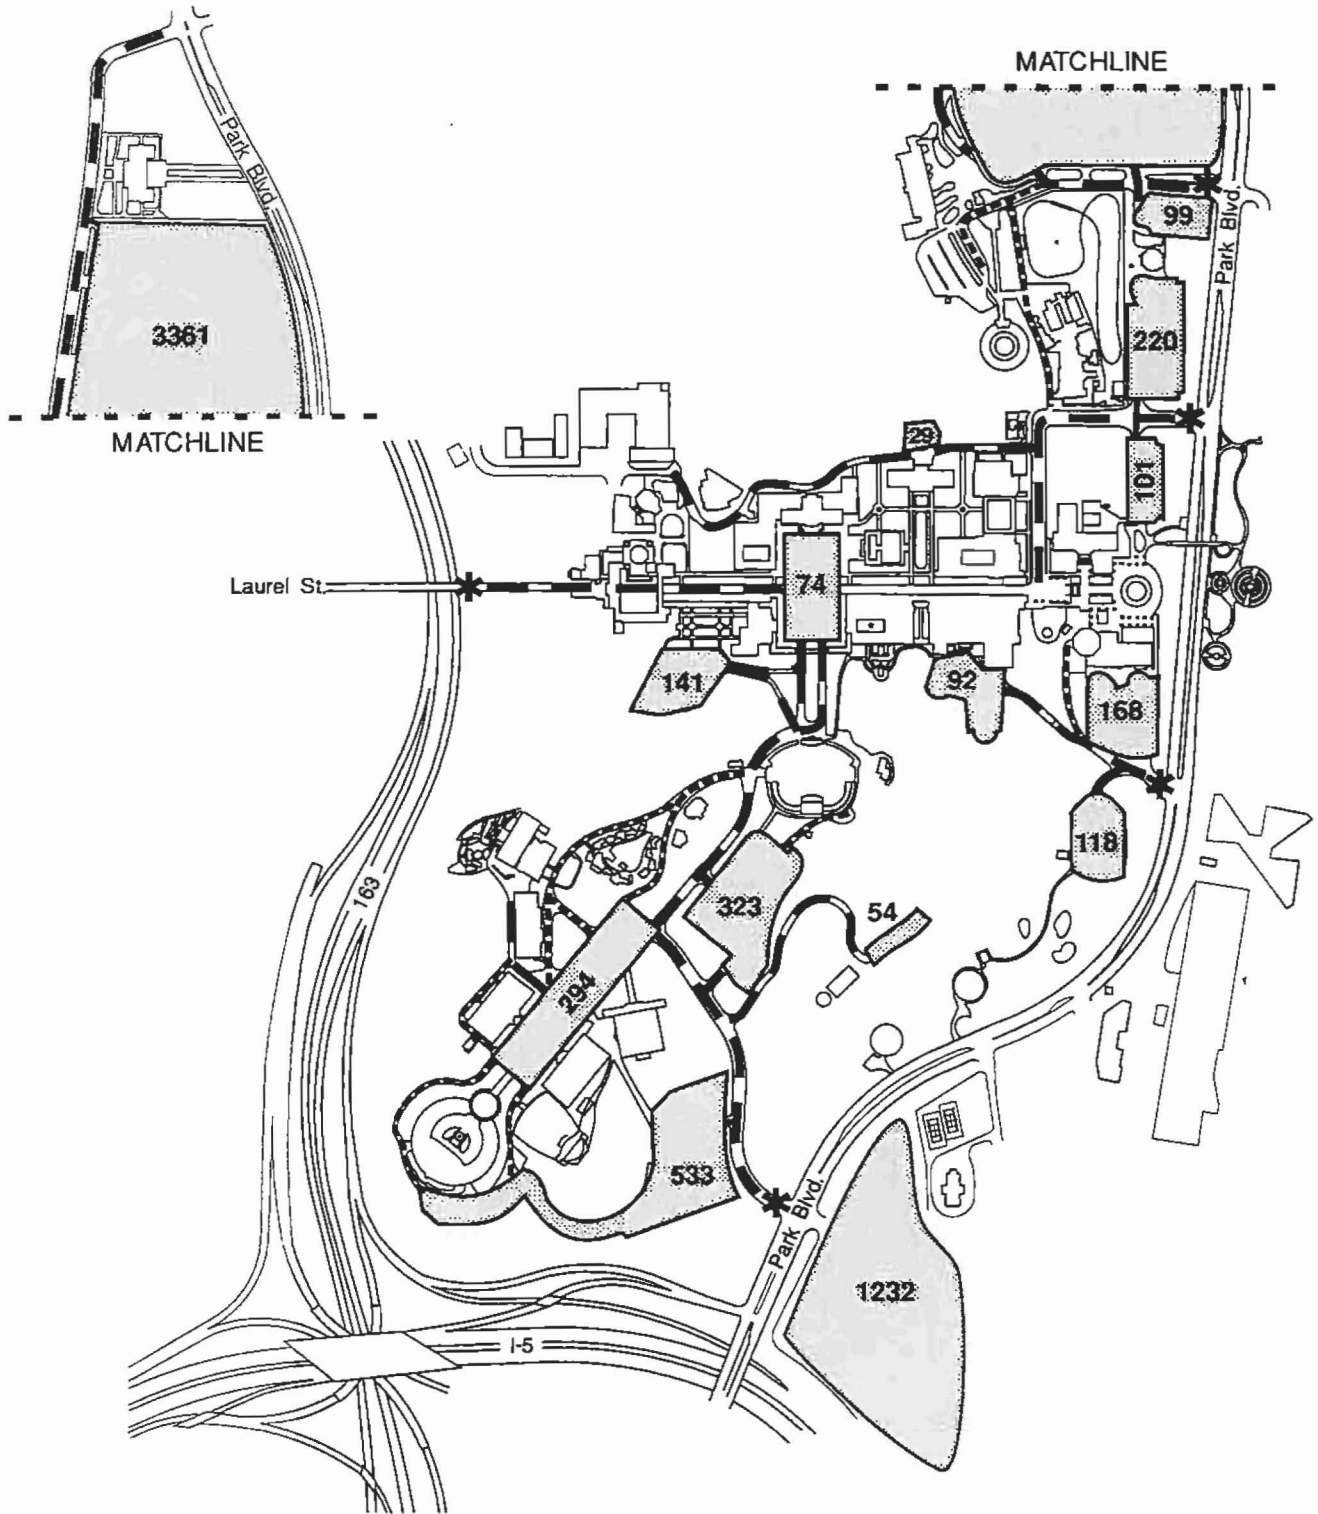 MATCHLINE
Park Blvd.
99
Park Blvd.
3361
220
MATCHLINE
29
101
Laurel St.
74
141
92
168
118
163
323
54
294
533
Park Blvd.
1232
I-5